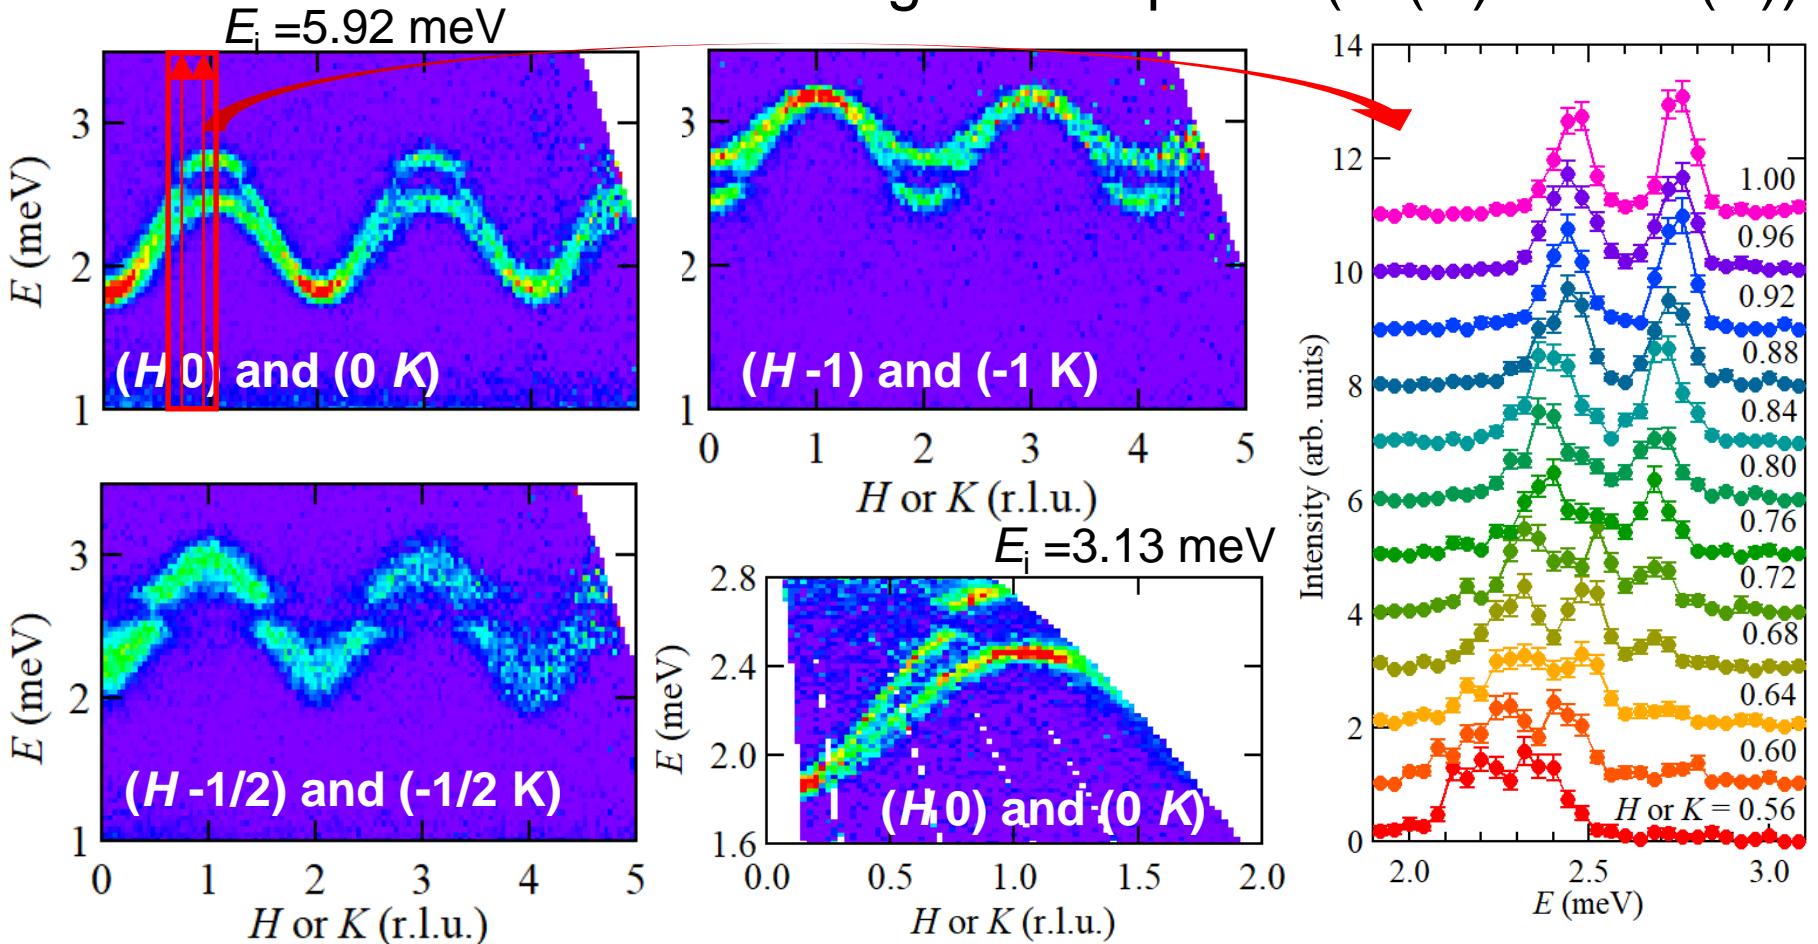 E_i =5.92 meV
E (meV)
3
2
1
(H 0) and (0 K)
3
2
1
(H -1) and (-1 K)
0 1 2 3 4 5
H or K (r.l.u.)
E (meV)
3
2
1
(H -1/2) and (-1/2 K)
0 1 2 3 4 5
H or K (r.l.u.)
E_i =3.13 meV
E (meV)
2.8
2.4
2.0
1.6
(H 0) and (0 K)
0.0 0.5 1.0 1.5 2.0
H or K (r.l.u.)
Intensity (arb. units)
14
12
10
8
6
4
2
0
1.00
0.96
0.92
0.88
0.84
0.80
0.76
0.72
0.68
0.64
0.60
H or K = 0.56
2.0 2.5 3.0
E (meV)